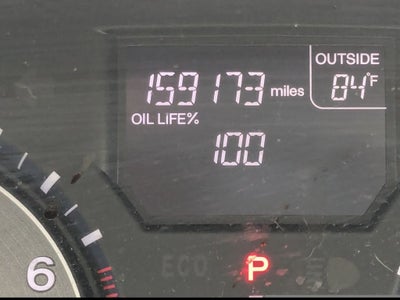 OUTSIDE
84°F
159173 miles
OIL LIFE%
100
ECO P
6